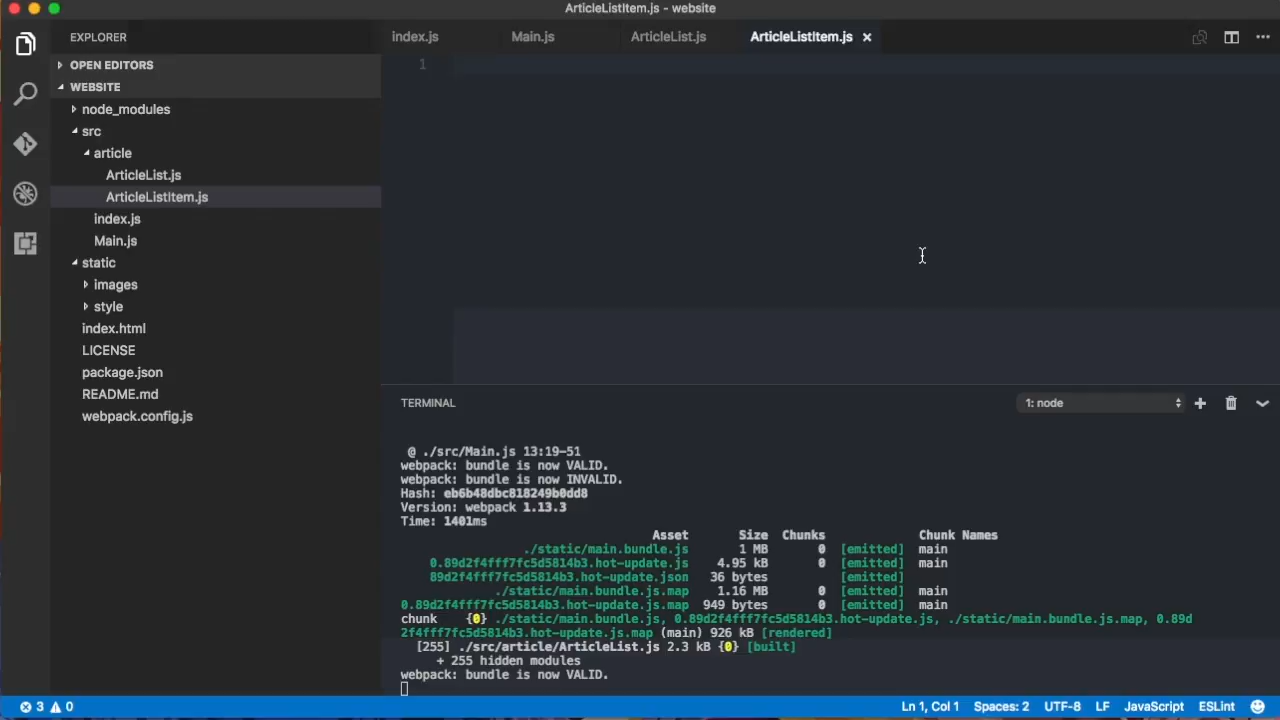 ArticleListItem.js - website
EXPLORER
OPEN EDITORS
WEBSITE
node_modules
src
article
ArticleList.js
ArticleListItem.js
index.js
Main.js
static
images
style
index.html
LICENSE
package.json
README.md
webpack.config.js
index.js Main.js ArticleList.js ArticleListItem.js
1
TERMINAL
1: node
@ ./src/Main.js 13:19-51
webpack: bundle is now VALID.
webpack: bundle is now INVALID.
Hash: eb6b48dbc818249b0dd8
Version: webpack 1.13.3
Time: 1401ms
Asset Size Chunks Chunk Names
./static/main.bundle.js 1 MB 0 [emitted] main
0.89d2f4fff7fc5d5814b3.hot-update.js 4.95 kB 0 [emitted] main
89d2f4fff7fc5d5814b3.hot-update.json 36 bytes [emitted]
./static/main.bundle.js.map 1.16 MB 0 [emitted] main
0.89d2f4fff7fc5d5814b3.hot-update.js.map 949 bytes 0 [emitted] main
chunk {0} ./static/main.bundle.js, 0.89d2f4fff7fc5d5814b3.hot-update.js, ./static/main.bundle.js.map, 0.89d
2f4fff7fc5d5814b3.hot-update.js.map (main) 926 kB [rendered]
[255] ./src/article/ArticleList.js 2.3 kB {0} [built]
+ 255 hidden modules
webpack: bundle is now VALID.
3 0 Ln 1, Col 1 Spaces: 2 UTF-8 LF JavaScript ESLint